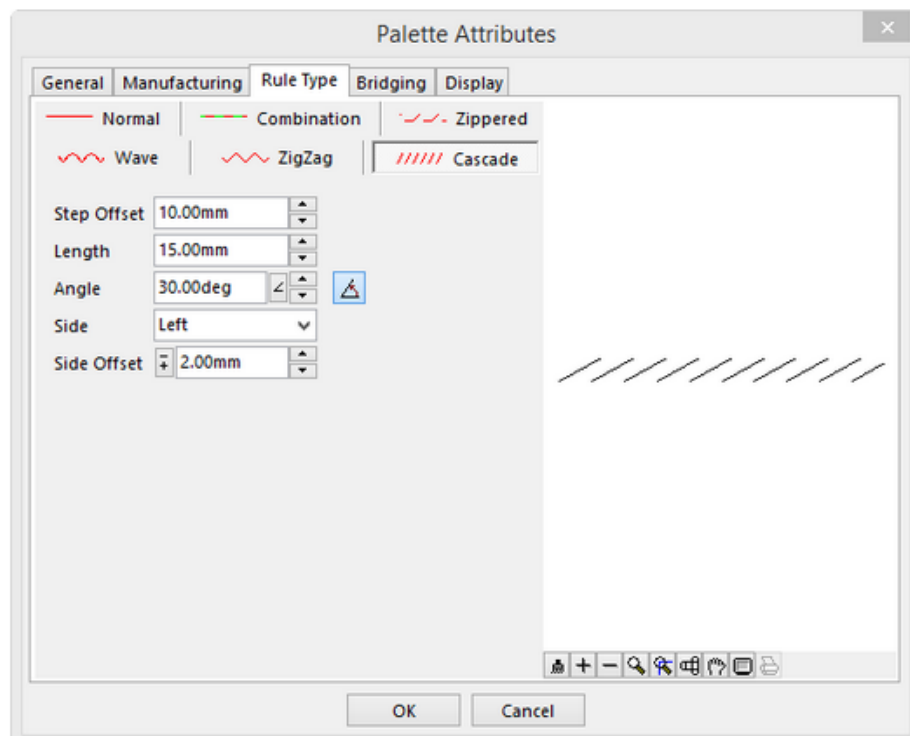 Palette Attributes
General Manufacturing Rule Type Bridging Display
Normal Combination Zippered
Wave ZigZag Cascade
Step Offset 10.00mm
Length 15.00mm
Angle 30.00deg
Side Left
Side Offset 2.00mm
OK Cancel